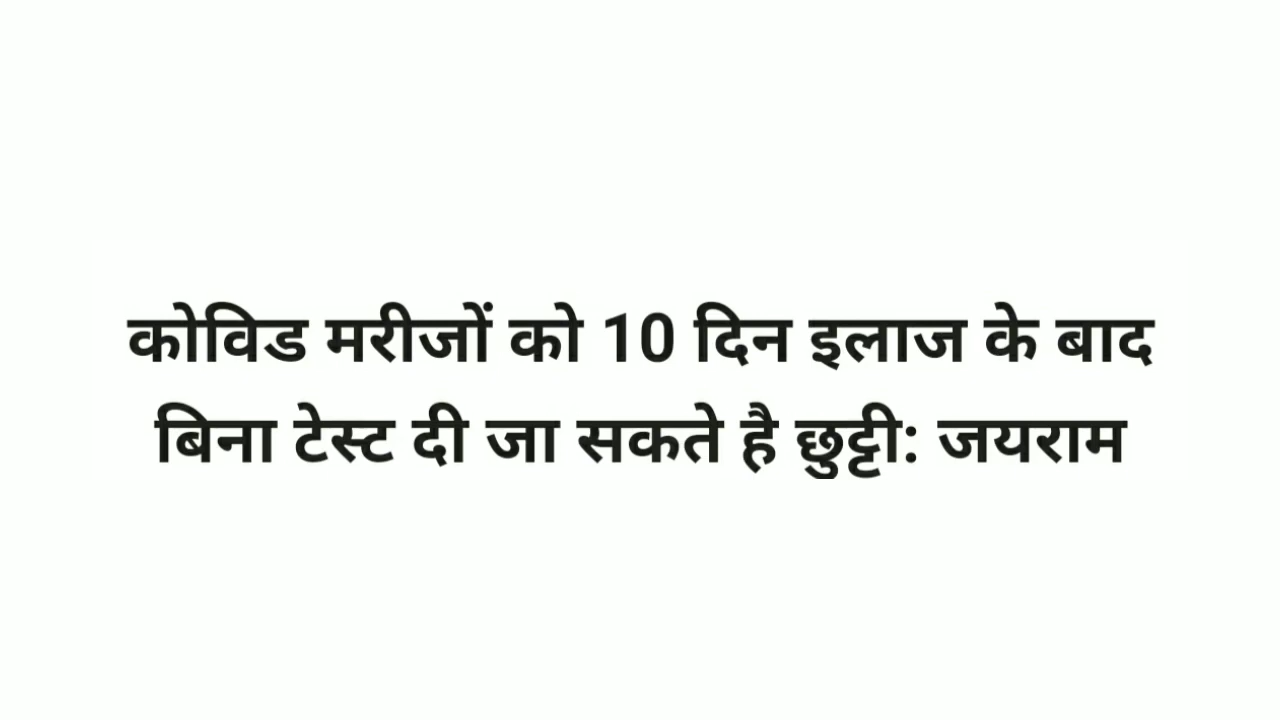 कोविड मरीजों को 10 दिन इलाज के बाद
बिना टेस्ट दी जा सकते है छुट्टी: जयराम